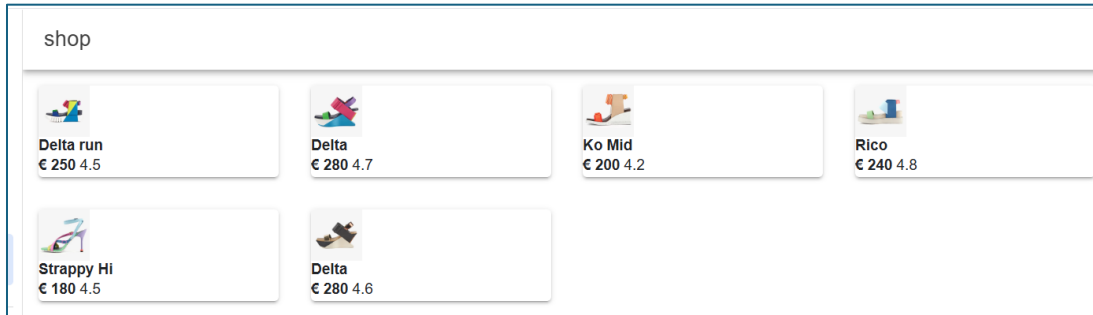 shop
Delta run
€ 250 4.5
Delta
€ 280 4.7
Ko Mid
€ 200 4.2
Rico
€ 240 4.8
Strappy Hi
€ 180 4.5
Delta
€ 280 4.6